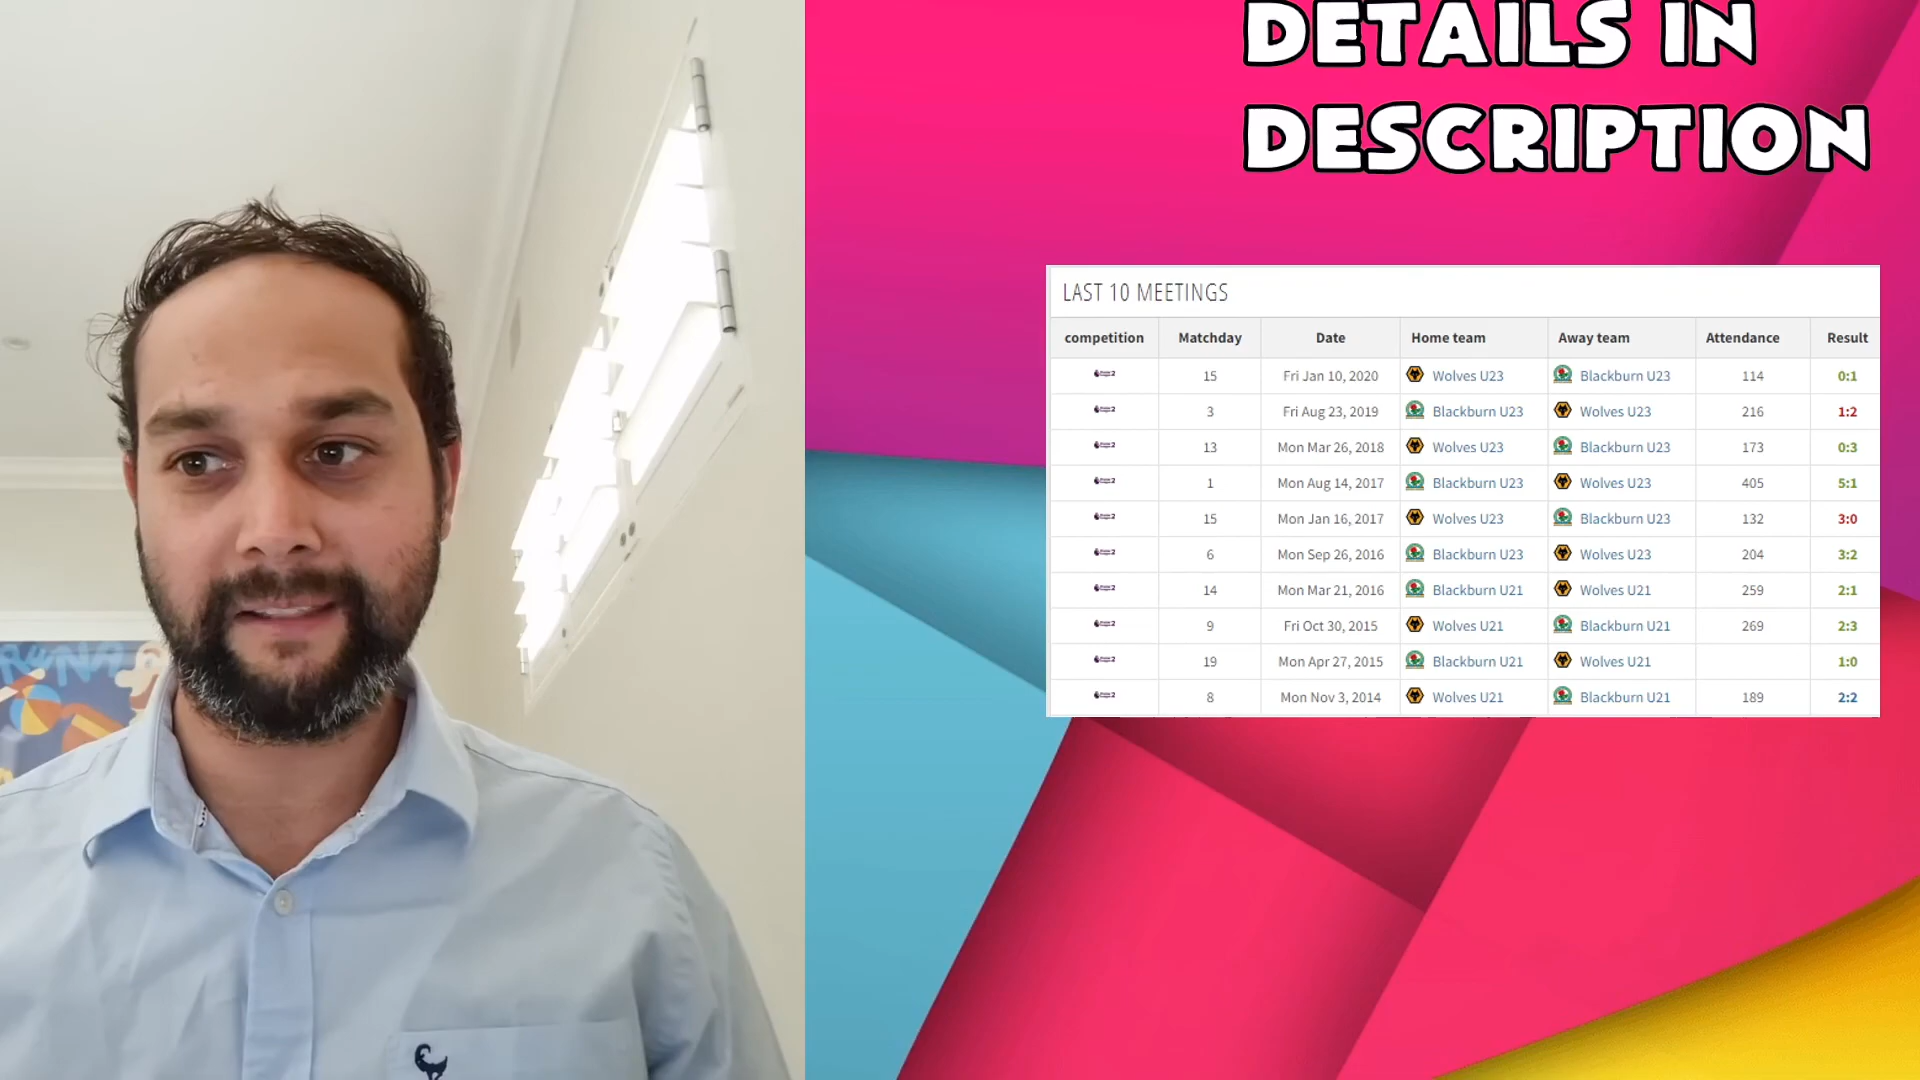 DETAILS IN
DESCRIPTION
LAST 10 MEETINGS
competition Matchday Date Home team Away team Attendance Result
15 Fri Jan 10, 2020 Wolves U23 Blackburn U23 114 0:1
3 Fri Aug 23, 2019 Blackburn U23 Wolves U23 216 1:2
13 Mon Mar 26, 2018 Wolves U23 Blackburn U23 173 0:3
1 Mon Aug 14, 2017 Blackburn U23 Wolves U23 405 5:1
15 Mon Jan 16, 2017 Wolves U23 Blackburn U23 132 3:0
6 Mon Sep 26, 2016 Blackburn U23 Wolves U23 204 3:2
14 Mon Mar 21, 2016 Blackburn U21 Wolves U21 259 2:1
9 Fri Oct 30, 2015 Wolves U21 Blackburn U21 269 2:3
19 Mon Apr 27, 2015 Blackburn U21 Wolves U21 1:0
8 Mon Nov 3, 2014 Wolves U21 Blackburn U21 189 2:2